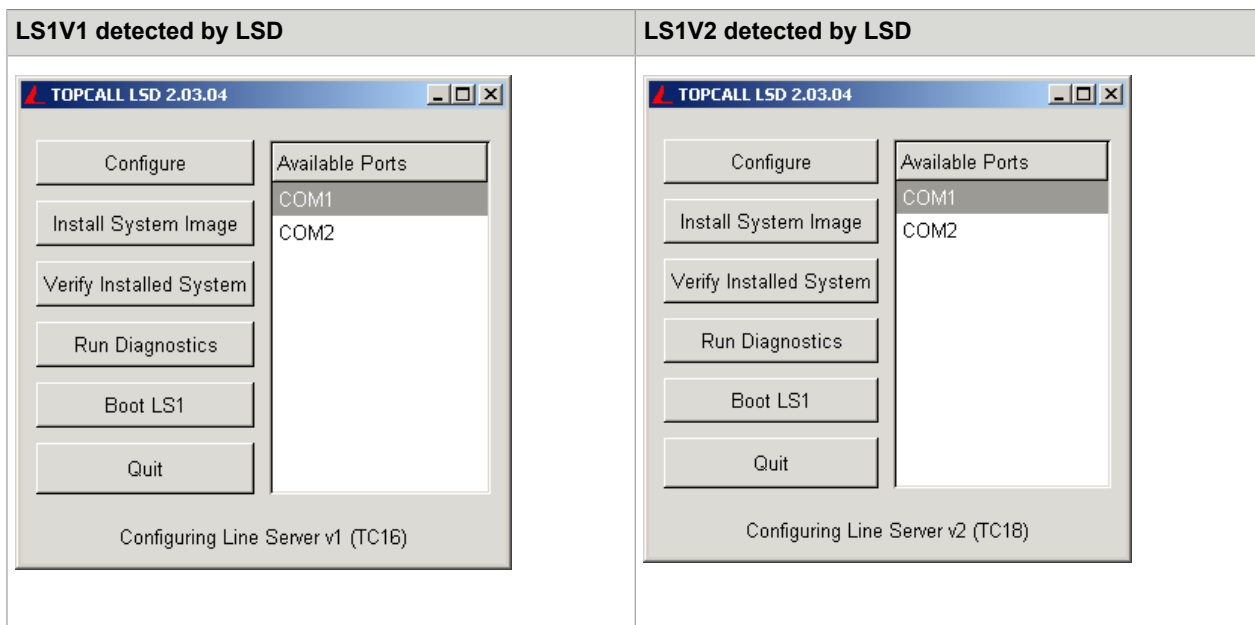 LS1V1 detected by LSD
TOPCALL LSD 2.03.04
Configure
Install System Image
Verify Installed System
Run Diagnostics
Boot LS1
Quit
Available Ports
COM1
COM2
Configuring Line Server v1 (TC16)
LS1V2 detected by LSD
TOPCALL LSD 2.03.04
Configure
Install System Image
Verify Installed System
Run Diagnostics
Boot LS1
Quit
Available Ports
COM1
COM2
Configuring Line Server v2 (TC18)